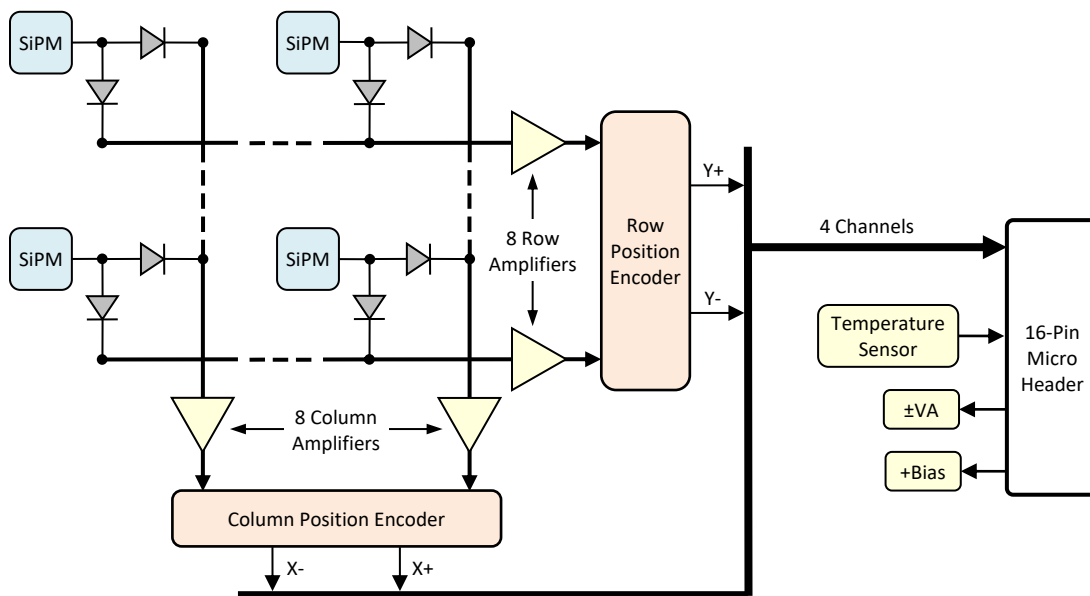 SiPM
SiPM
Y+
4 Channels
8 Row
Amplifiers
Row
Position
Encoder
SiPM
SiPM
Y-
Temperature
Sensor
16-Pin
Micro
Header
±VA
8 Column
Amplifiers
+Bias
Column Position Encoder
X-
X+